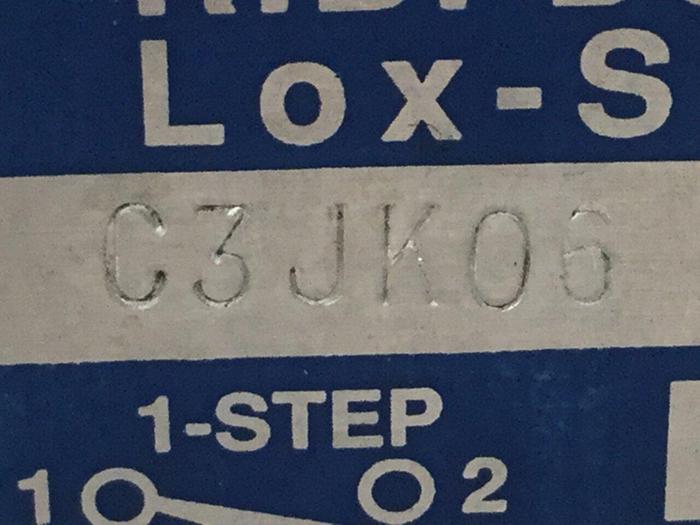 Lox-S
C3JK06
1-STEP
1 2